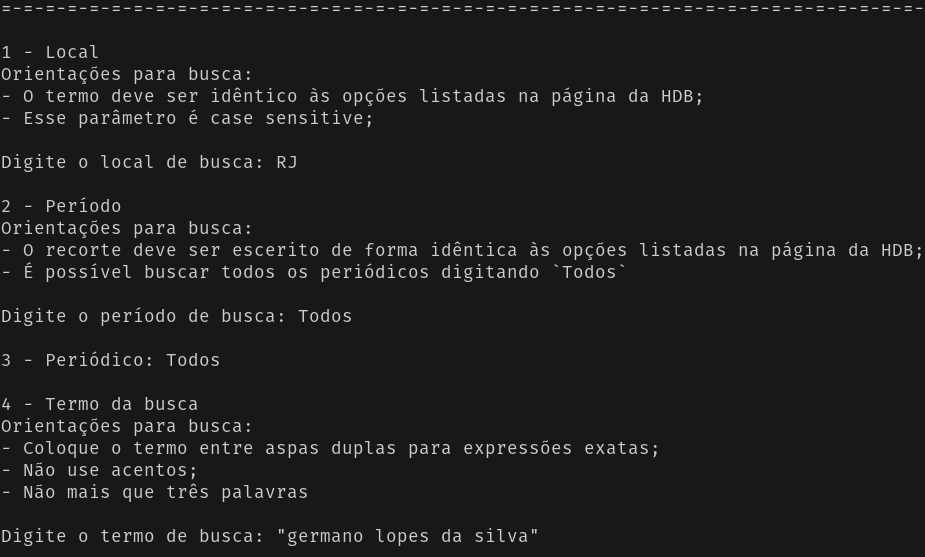 =-=-=-=-=-=-=-=-=-=-=-=-=-=-=-=-=-=-=-=-=-=-=-=-=-=-=-=-=-=-=-=-=-=-=-=-=-=-=-=-=-=-
1 - Local
Orientações para busca:
- O termo deve ser idêntico às opções listadas na página da HDB;
- Esse parâmetro é case sensitive;
Digite o local de busca: RJ
2 - Período
Orientações para busca:
- O recorte deve ser escerito de forma idêntica às opções listadas na página da HDB;
- É possível buscar todos os periódicos digitando `Todos`
Digite o período de busca: Todos
3 - Periódico: Todos
4 - Termo da busca
Orientações para busca:
- Coloque o termo entre aspas duplas para expressões exatas;
- Não use acentos;
- Não mais que três palavras
Digite o termo de busca: "germano lopes da silva"